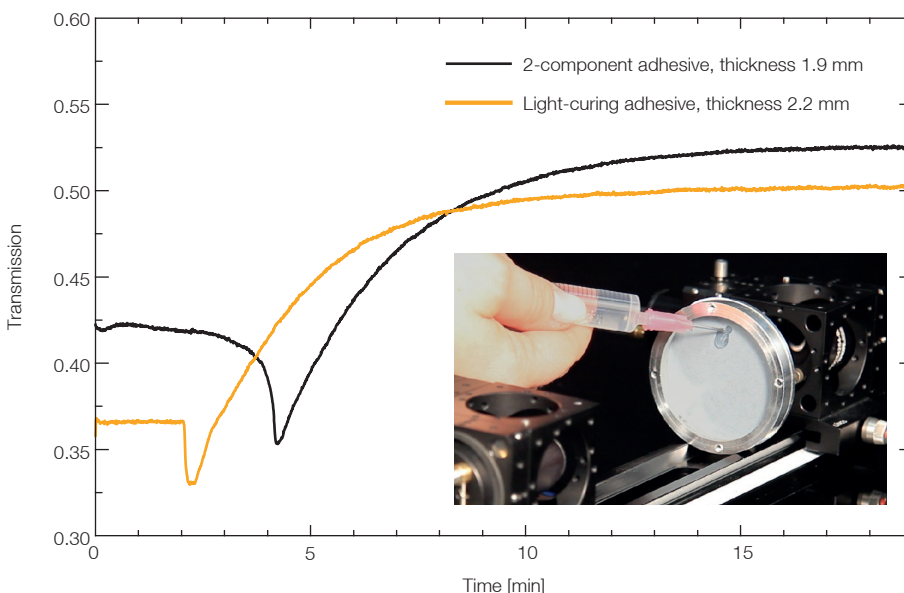 0.60
0.55
0.50
0.45
0.40
0.35
0.30
Transmission
2-component adhesive, thickness 1.9 mm
Light-curing adhesive, thickness 2.2 mm
0
5
10
15
Time [min]